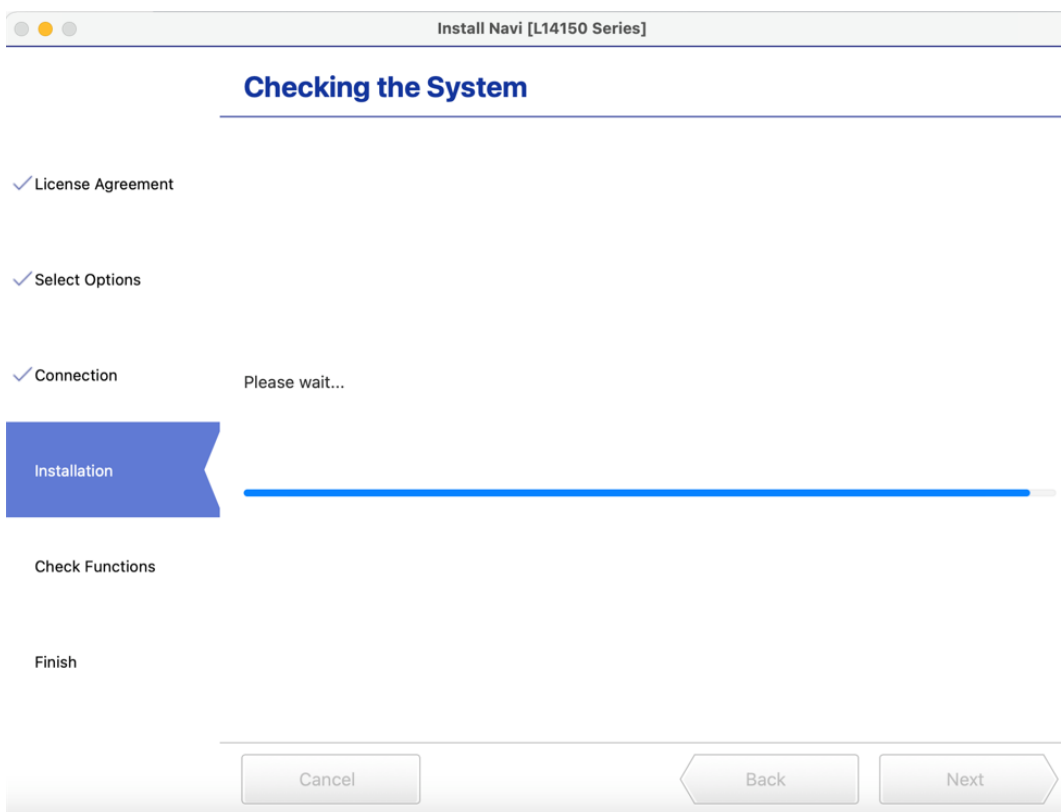 Install Navi [L14150 Series]
Checking the System
License Agreement
Select Options
Connection
Please wait...
Installation
Check Functions
Finish
Cancel
Back
Next